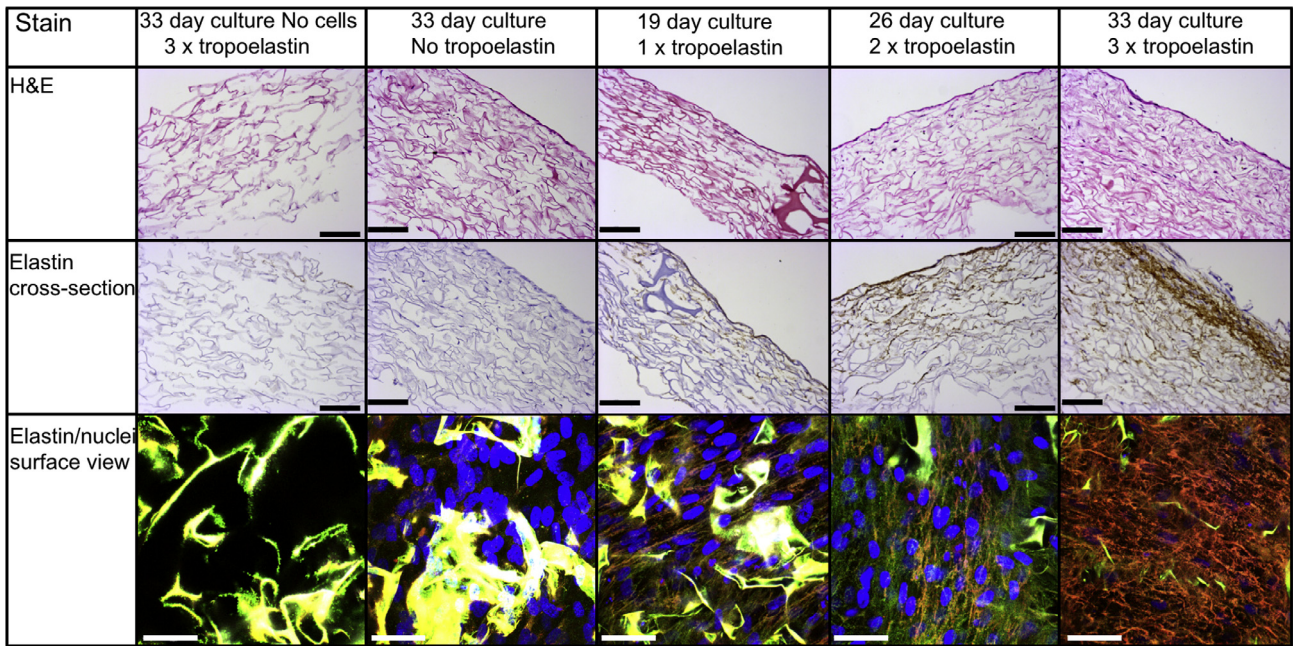 Stain
33 day culture No cells
3 x tropoelastin
33 day culture
No tropoelastin
19 day culture
1 x tropoelastin
26 day culture
2 x tropoelastin
33 day culture
3 x tropoelastin
H&E
Elastin
cross-section
Elastin/nuclei
surface view